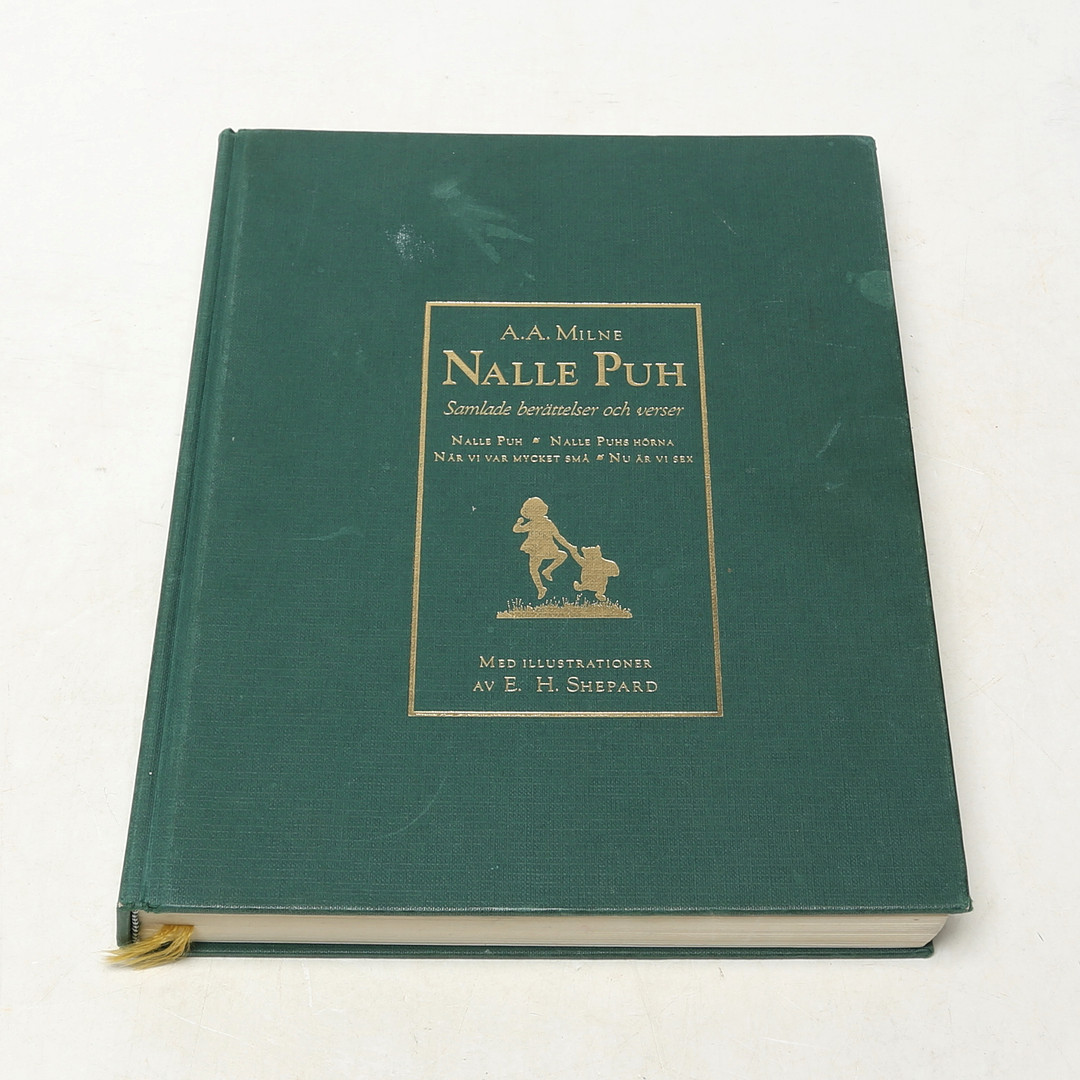 A.A. MILNE
NALLE PUH
Samlade berättelser och verser
NALLE PUH NALLE PUHS HÖRNA
NÄR VI VAR MYCKET SMÅ NU ÄR VI SEX
MED ILLUSTRATIONER
AV E. H. SHEPARD